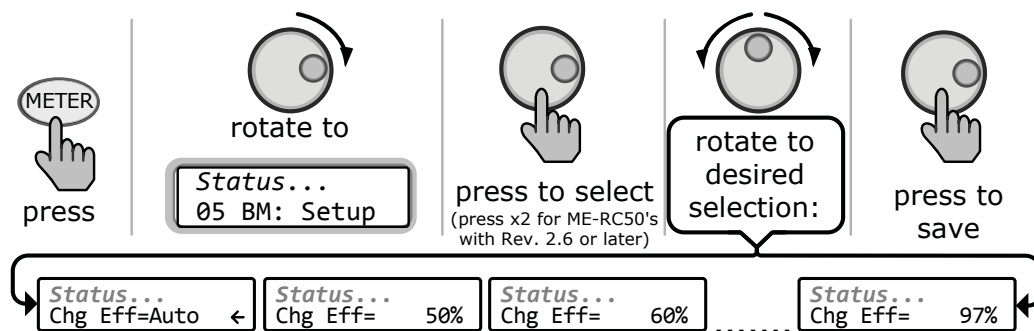 METER
press
rotate to
Status...
05 BM: Setup
press to select
(press x2 for ME-RC50's
with Rev. 2.6 or later)
rotate to
desired
selection:
press to
save
Status...
Chg Eff=Auto ←
Status...
Chg Eff= 50%
Status...
Chg Eff= 60%
........
Status...
Chg Eff= 97%